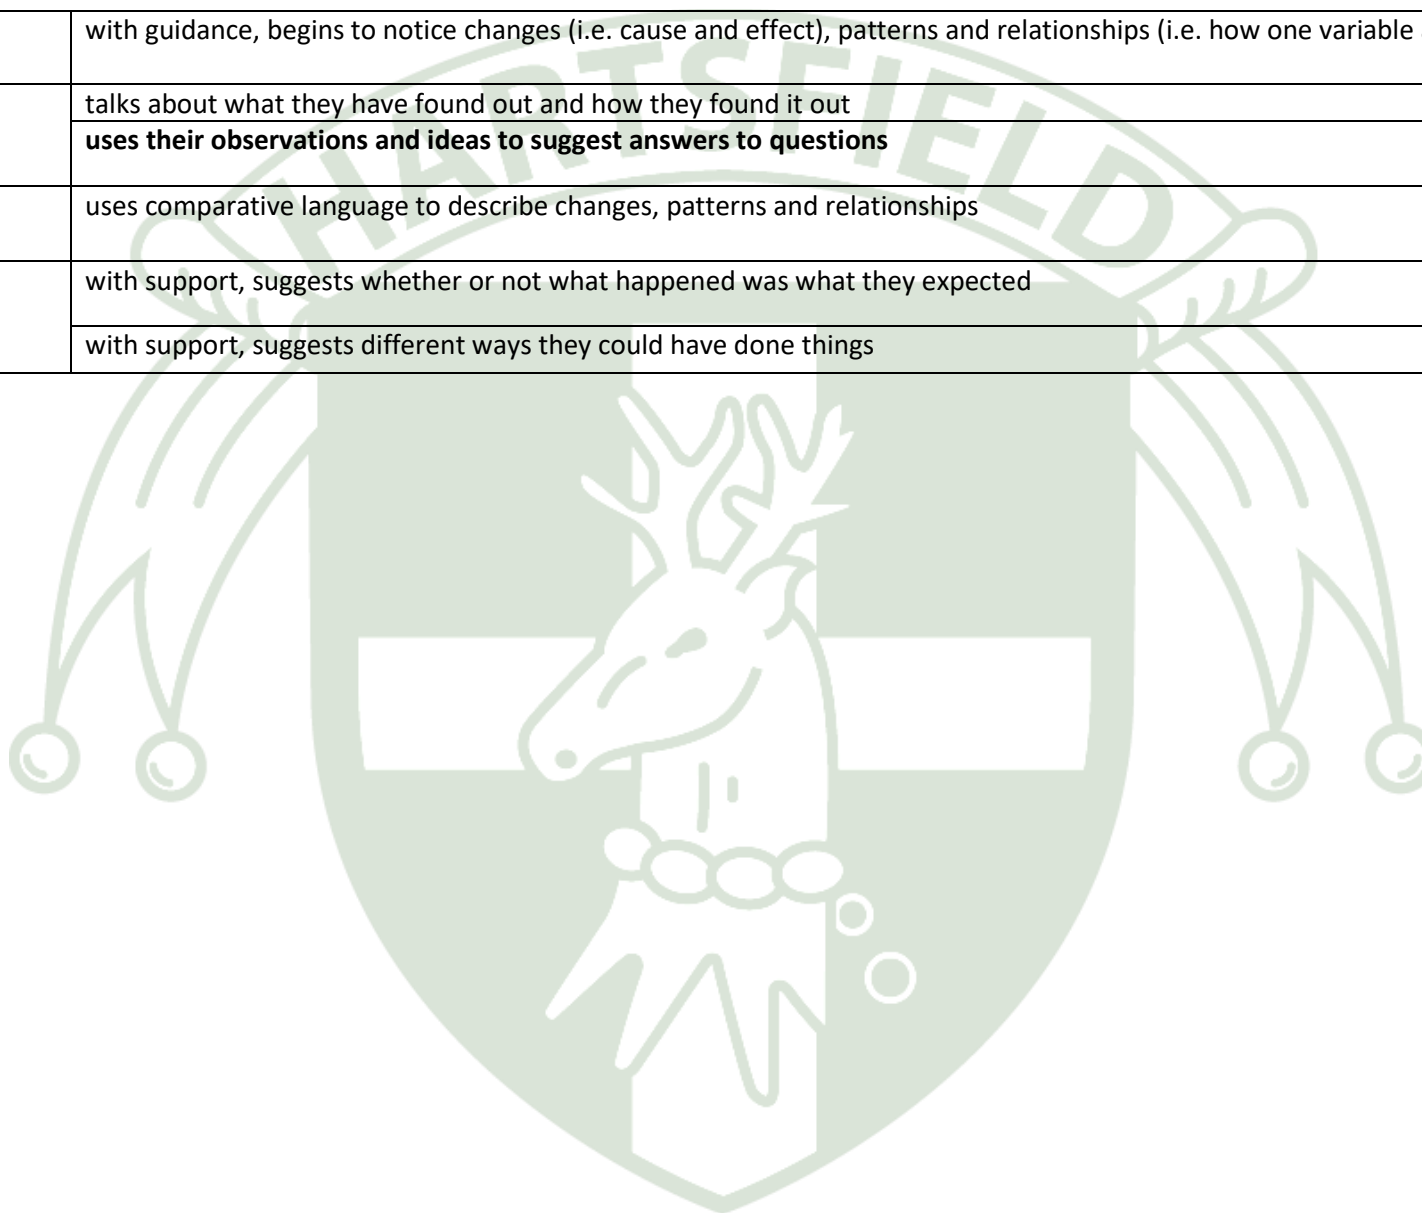 with guidance, begins to notice changes (i.e. cause and effect), patterns and relationships (i.e. how one variable
talks about what they have found out and how they found it out
uses their observations and ideas to suggest answers to questions
uses comparative language to describe changes, patterns and relationships
with support, suggests whether or not what happened was what they expected
with support, suggests different ways they could have done things
HARTSFIELD